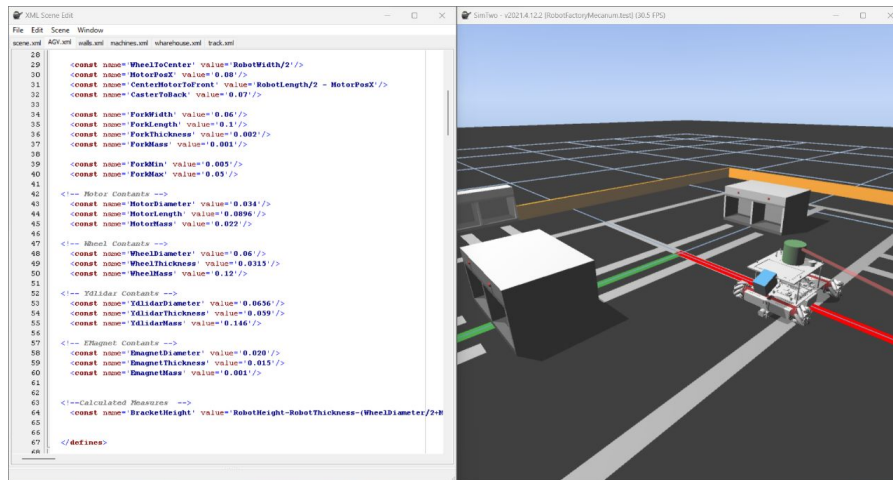 XML Scene Edit
File Edit Scene Window
scene.xml AGV.xml walls.xml machines.xml wharehouse.xml track.xml
28
29 <const name='WheelToCenter' value='RobotWidth/2'/>
30 <const name='MotorPosX' value='0.08'/>
31 <const name='CenterMotorToFront' value='RobotLength/2 - MotorPosX'/>
32 <const name='CasterToBack' value='0.07'/>
33
34 <const name='ForkWidth' value='0.06'/>
35 <const name='ForkLength' value='0.1'/>
36 <const name='ForkThickness' value='0.002'/>
37 <const name='ForkMass' value='0.001'/>
38
39 <const name='ForkMin' value='0.005'/>
40 <const name='ForkMax' value='0.05'/>
41
42 <!-- Motor Contants -->
43 <const name='MotorDiameter' value='0.034'/>
44 <const name='MotorLength' value='0.0896'/>
45 <const name='MotorMass' value='0.022'/>
46
47 <!-- Wheel Contants -->
48 <const name='WheelDiameter' value='0.06'/>
49 <const name='WheelThickness' value='0.0315'/>
50 <const name='WheelMass' value='0.12'/>
51
52 <!-- Ydlidar Contants -->
53 <const name='YdlidarDiameter' value='0.0656'/>
54 <const name='YdlidarThickness' value='0.059'/>
55 <const name='YdlidarMass' value='0.146'/>
56
57 <!-- EMagnet Contants -->
58 <const name='EmagnetDiameter' value='0.020'/>
59 <const name='EmagnetThickness' value='0.015'/>
60 <const name='EmagnetMass' value='0.001'/>
61
62
63 <!--Calculated Measures -->
64 <const name='BracketHeight' value='RobotHeight-RobotThickness-(WheelDiameter/2+M
65
66
67 </defines>
68
SimTwo - v2021.4.12.2 [RobotFactoryMecanum.test] (30.5 FPS)